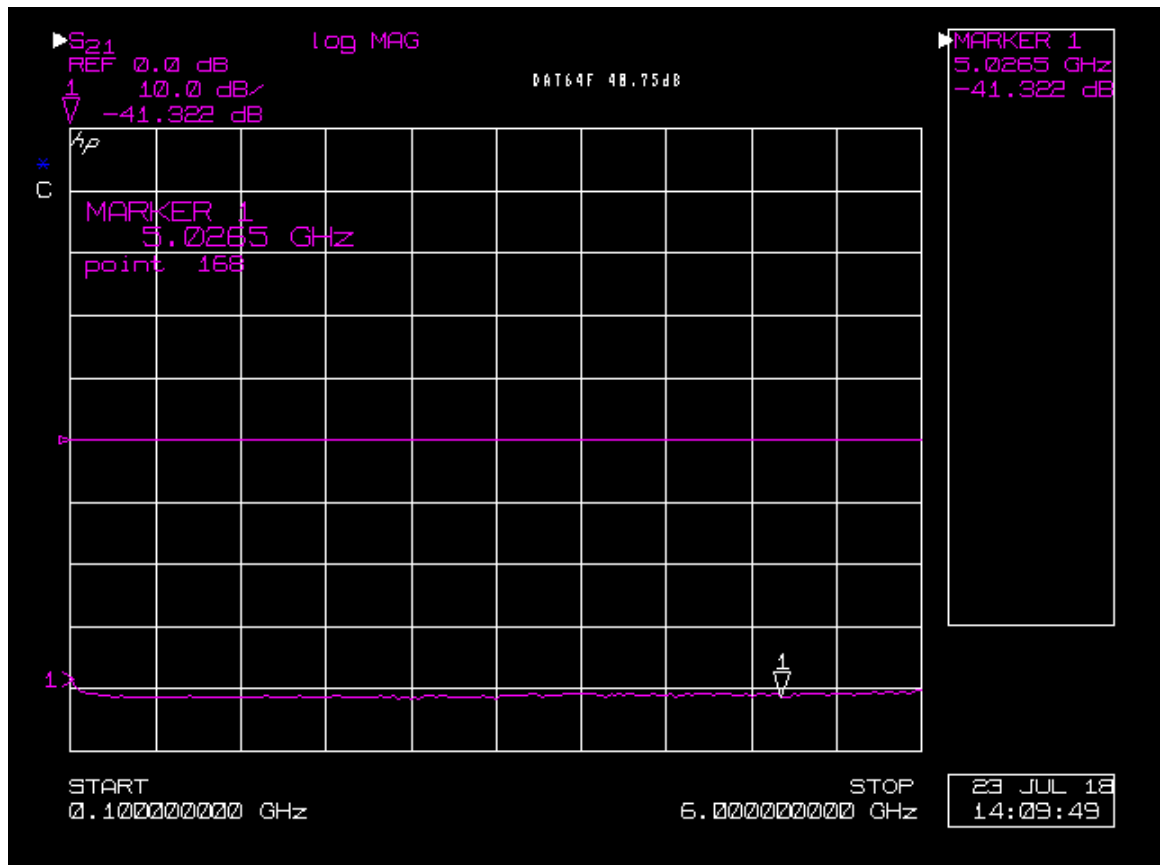 S21 log MAG
REF 0.0 dB
1 10.0 dB/
-41.322 dB
DAT64F 48.75dB
MARKER 1
5.0265 GHz
-41.322 dB
hp
*
C
MARKER 1
5.0265 GHz
point 168
1
1
START
0.100000000 GHz
STOP
6.000000000 GHz
23 JUL 18
14:09:49